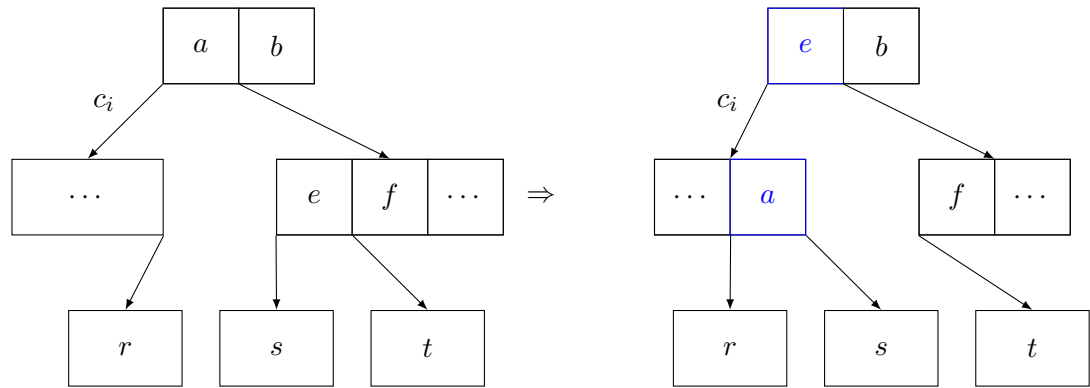 a b e b
c_i c_i
⋯ e f ⋯ ⇒ ⋯ a f ⋯
r s t r s t